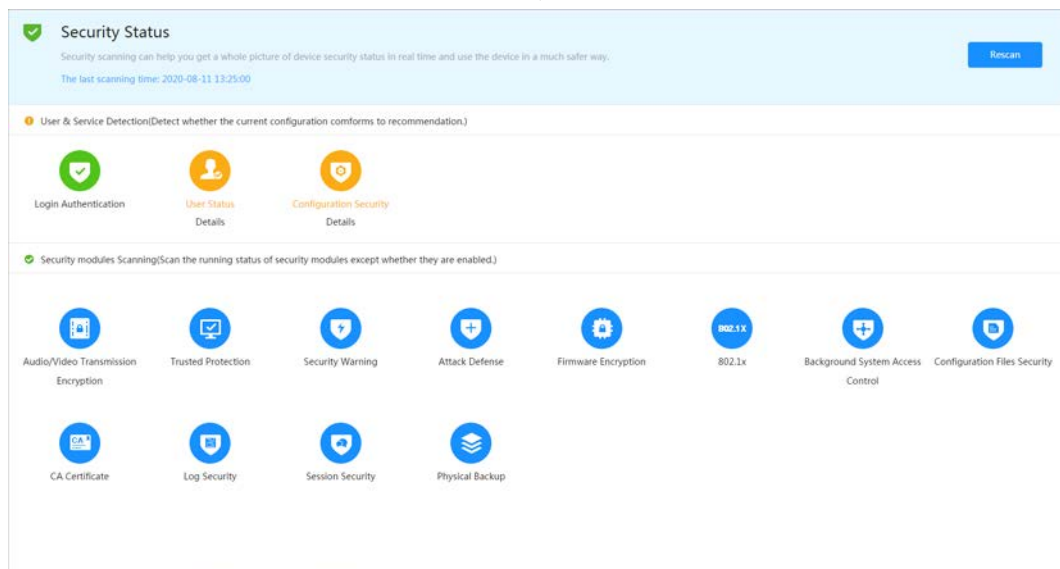 Security Status
Security scanning can help you get a whole picture of device security status in real time and use the device in a much safer way.
Rescan
The last scanning time: 2020-08-11 13:25:00
User & Service Detection(Detect whether the current configuration comforms to recommendation.)
Login Authentication
User Status
Configuration Security
Details
Details
Security modules Scanning(Scan the running status of security modules except whether they are enabled.)
802.1X
Audio/Video Transmission
Encryption
Trusted Protection
Security Warning
Attack Defense
Firmware Encryption
802.1x
Background System Access
Control
Configuration Files Security
CA
CA Certificate
Log Security
Session Security
Physical Backup